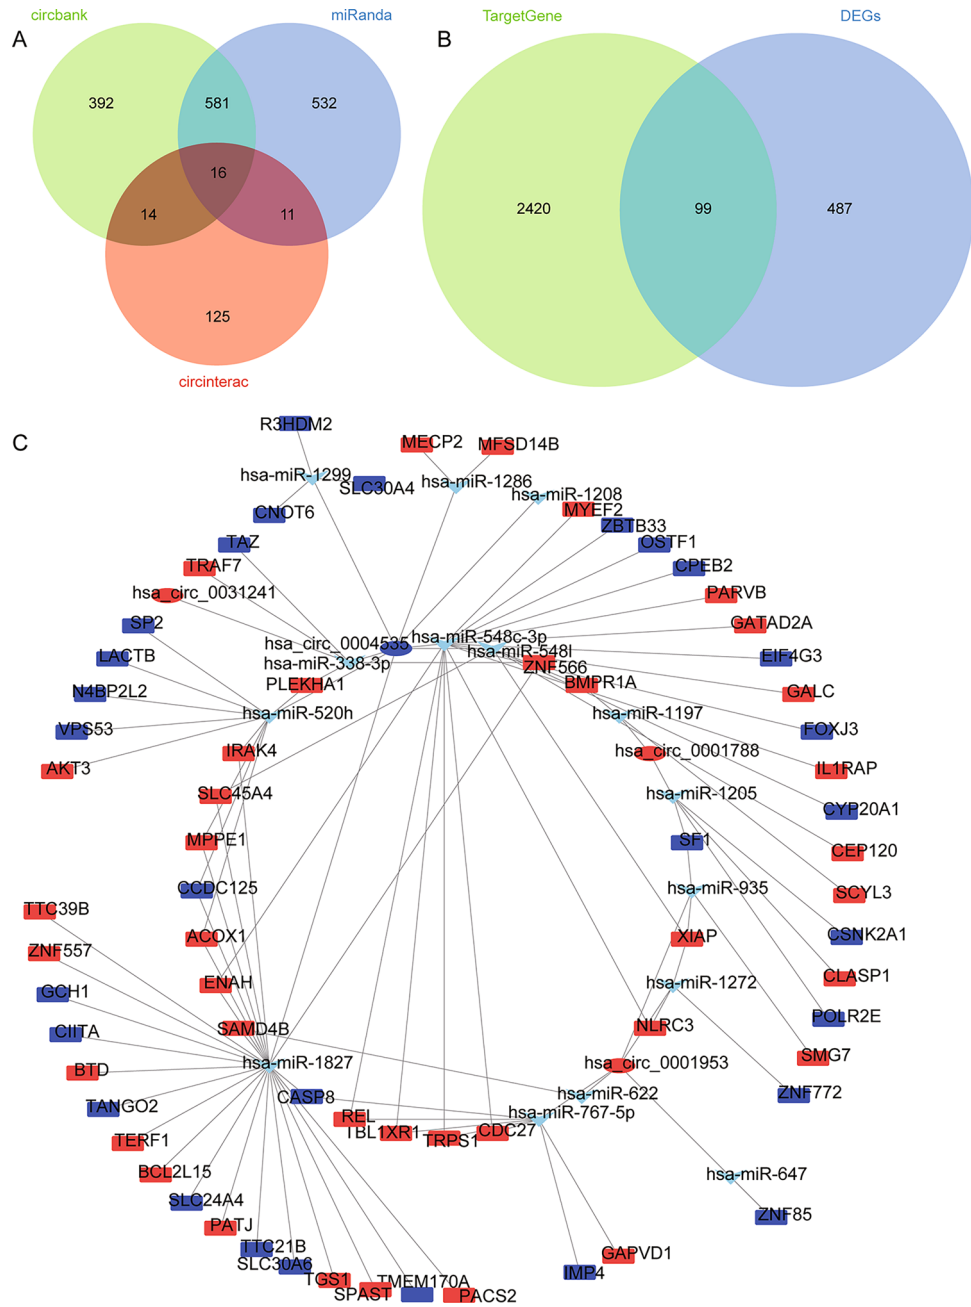 circbank
miRanda
A
392
581
532
16
14
11
125
circinterac
TargetGene
DEGs
B
2420
99
487
C
R3HDM2
MECP2
MFSD14B
hsa-miR-1299
SLC30A4
hsa-miR-1286
hsa-miR-1208
CNOT6
MYEF2
ZBTB33
TAZ
OSTF1
TRAF7
CPEB2
hsa_circ_0031241
PARVB
SP2
GATAD2A
hsa_circ_0004535
hsa-miR-548c-3p
LACTB
hsa-miR-338-3p
hsa-miR-548l
EIF4G3
ZNF566
N4BP2L2
PLEKHA1
BMPR1A
GALC
VPS53
hsa-miR-520h
hsa-miR-1197
FOXJ3
AKT3
IRAK4
hsa_circ_0001788
IL1RAP
SLC45A4
hsa-miR-1205
CYP20A1
MPPE1
SF1
CEP120
CCDC125
hsa-miR-935
SCYL3
TTC39B
ACOX1
XIAP
CSNK2A1
ZNF557
ENAH
hsa-miR-1272
CLASP1
GCH1
SAMD4B
NLRC3
POLR2E
CIITA
hsa-miR-1827
hsa_circ_0001953
SMG7
BTD
CASP8
hsa-miR-622
ZNF772
TANGO2
REL
hsa-miR-767-5p
TERF1
TBL1XR1
TRPS1
CDC27
BCL2L15
hsa-miR-647
SLC24A4
ZNF85
PATJ
TTC21B
GAPVD1
SLC30A6
IMP4
TGS1
TMEM170A
SPAST
PACS2